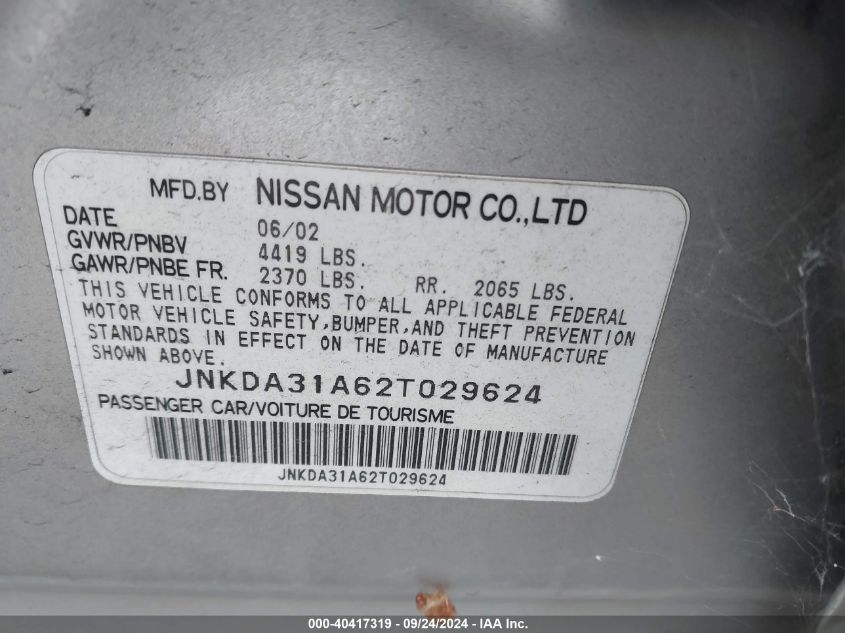 MFD.BY NISSAN MOTOR CO.,LTD
DATE 06/02
GVWR/PNBV 4419 LBS.
GAWR/PNBE FR. 2370 LBS. RR. 2065 LBS.
THIS VEHICLE CONFORMS TO ALL APPLICABLE FEDERAL
MOTOR VEHICLE SAFETY,BUMPER,AND THEFT PREVENTION
STANDARDS IN EFFECT ON THE DATE OF MANUFACTURE
SHOWN ABOVE.
JNKDA31A62T029624
PASSENGER CAR/VOITURE DE TOURISME
JNKDA31A62T029624
000-40417319 - 09/24/2024 - IAA Inc.